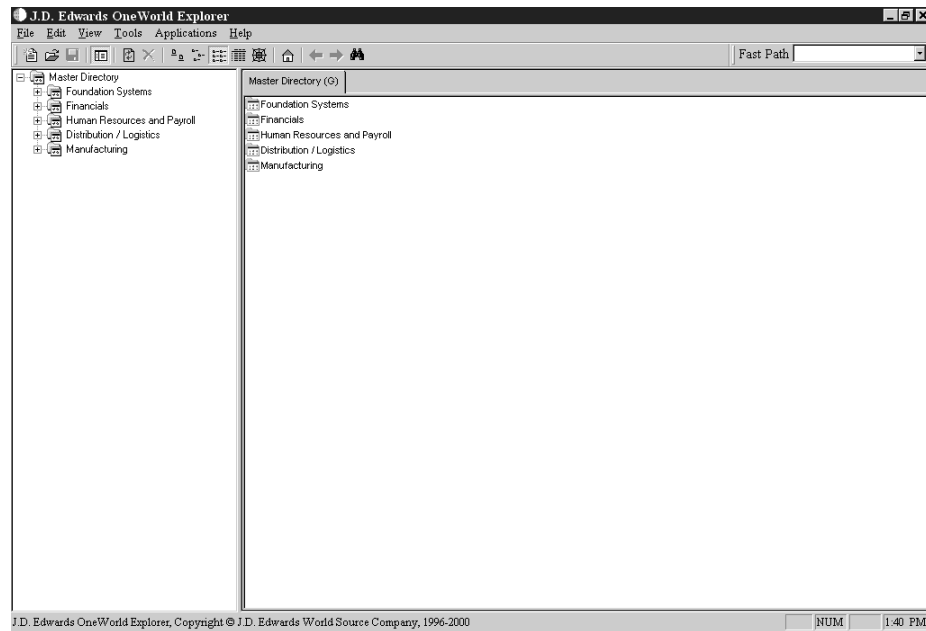 J.D. Edwards OneWorld Explorer
File Edit View Tools Applications Help
Fast Path
Master Directory
Foundation Systems
Financials
Human Resources and Payroll
Distribution / Logistics
Manufacturing
Master Directory (G)
Foundation Systems
Financials
Human Resources and Payroll
Distribution / Logistics
Manufacturing
J.D. Edwards OneWorld Explorer, Copyright © J.D. Edwards World Source Company, 1996-2000
NUM
1:40 PM